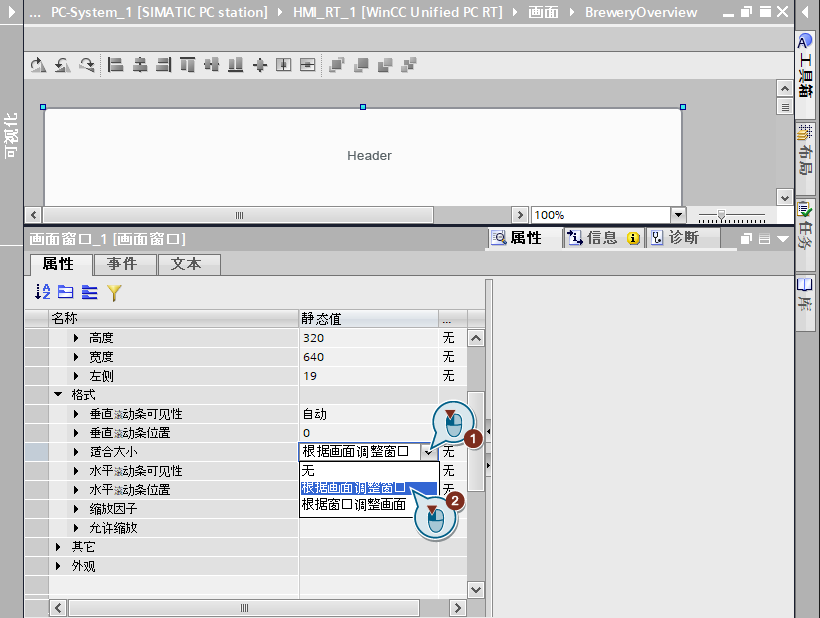 ... PC-System_1 [SIMATIC PC station] HMI_RT_1 [WinCC Unified PC RT] 画面 BreweryOverview
工具箱
可视化
布局
Header
100%
任务
画面窗口_1 [画面窗口]
属性 信息 诊断
属性 事件 文本
库
名称 静态值 ...
高度 320 无
宽度 640 无
左侧 19 无
格式
垂直滚动条可见性 自动
垂直滚动条位置 0
适合大小 根据画面调整窗口 无
1
水平滚动条可见性 无 无
水平滚动条位置 根据画面调整窗口 无
缩放因子 根据窗口调整画面
2
允许缩放
其它
外观